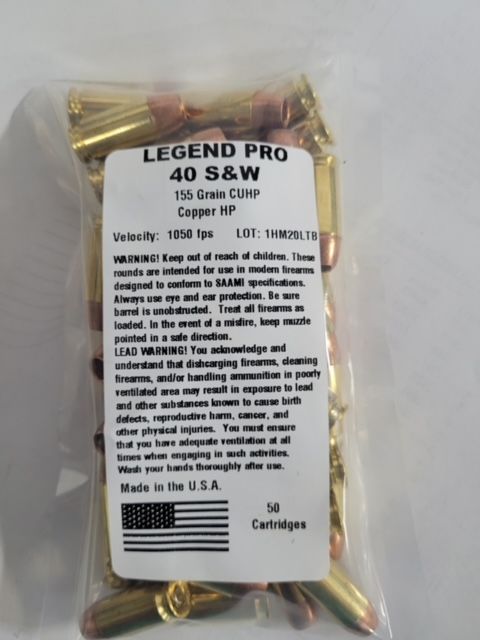 LEGEND PRO
40 S&W
155 Grain CUHP
Copper HP
Velocity: 1050 fps LOT: 1HM20LTB
WARNING! Keep out of reach of children. These
rounds are intended for use in modern firearms
designed to conform to SAAMI specifications.
Always use eye and ear protection. Be sure
barrel is unobstructed. Treat all firearms as
loaded. In the event of a misfire, keep muzzle
pointed in a safe direction.
LEAD WARNING! You acknowledge and
understand that dishcarging firearms, cleaning
firearms, and/or handling ammunition in poorly
ventilated area may result in exposure to lead
and other substances known to cause birth
defects, reproductive harm, cancer, and
other physical injuries. You must ensure
that you have adequate ventilation at all
times when engaging in such activities.
Wash your hands thoroughly after use.
Made in the U.S.A.
50
Cartridges